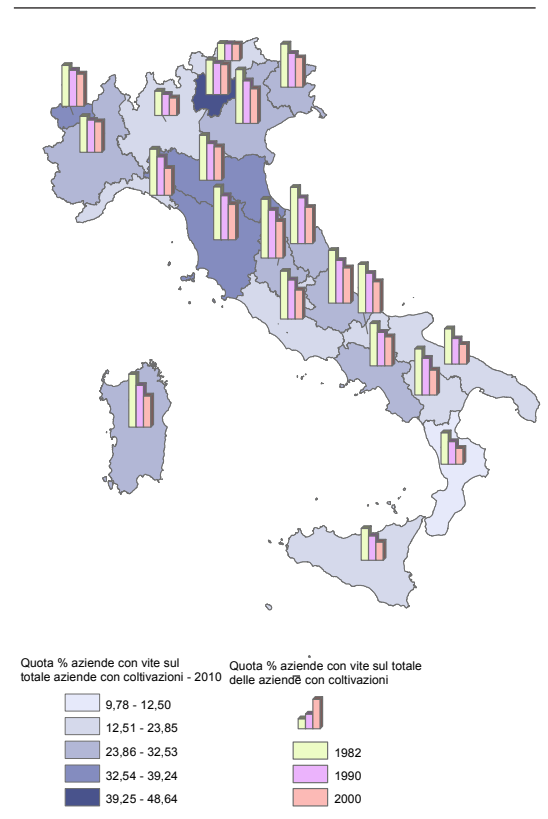 Quota % aziende con vite sul
totale aziende con coltivazioni - 2010
9,78 - 12,50
12,51 - 23,85
23,86 - 32,53
32,54 - 39,24
39,25 - 48,64
Quota % aziende con vite sul totale
delle aziende con coltivazioni
1982
1990
2000